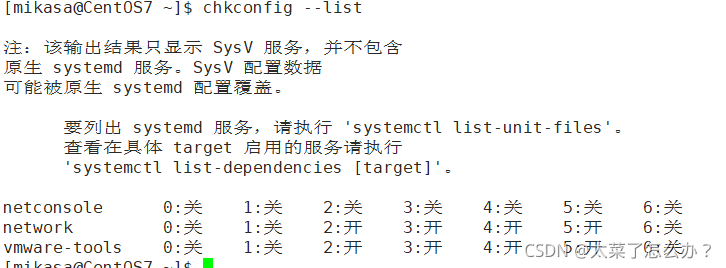 [mikasa@CentOS7 ~]$ chkconfig --list
注：该输出结果只显示 SysV 服务，并不包含
原生 systemd 服务。SysV 配置数据
可能被原生 systemd 配置覆盖。
要列出 systemd 服务，请执行 'systemctl list-unit-files'。
查看在具体 target 启用的服务请执行
'systemctl list-dependencies [target]'。
netconsole 0:关 1:关 2:关 3:关 4:关 5:关 6:关
network 0:关 1:关 2:开 3:开 4:开 5:开 6:关
vmware-tools 0:关 1:关 2:开 3:开 4:开 5:开 6:关
[mikasa@CentOS7 ~]$
CSDN @太菜了怎么办？